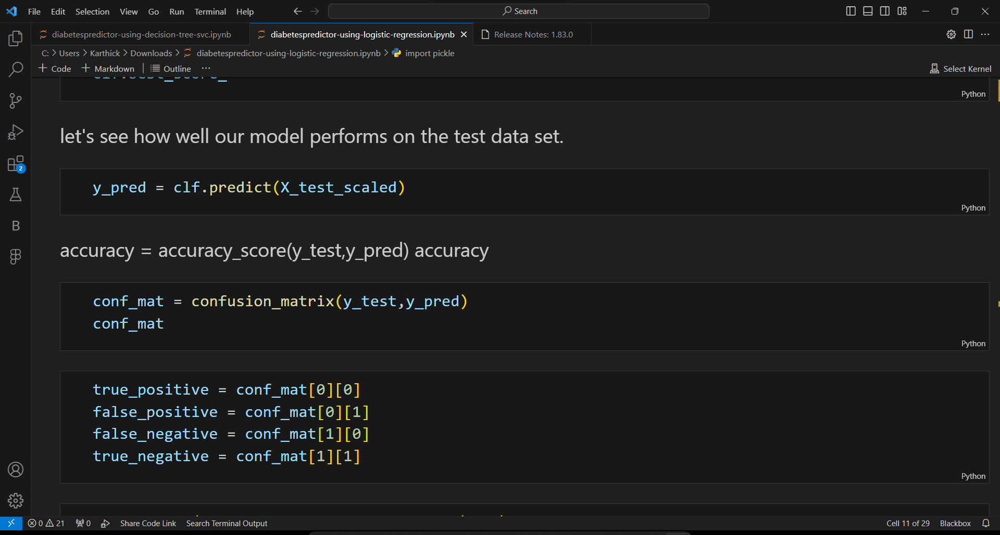 File Edit Selection View Go Run Terminal Help
Search
diabetespredictor-using-decision-tree-svc.ipynb
diabetespredictor-using-logistic-regression.ipynb
Release Notes: 1.83.0
C: > Users > Karthick > Downloads > diabetespredictor-using-logistic-regression.ipynb > import pickle
+ Code + Markdown | Outline ...
Select Kernel
clf.best_score_
Python
let's see how well our model performs on the test data set.
y_pred = clf.predict(X_test_scaled)
Python
accuracy = accuracy_score(y_test,y_pred) accuracy
conf_mat = confusion_matrix(y_test,y_pred)
conf_mat
Python
true_positive = conf_mat[0][0]
false_positive = conf_mat[0][1]
false_negative = conf_mat[1][0]
true_negative = conf_mat[1][1]
Python
2
B
0 21 0 Share Code Link Search Terminal Output
Cell 11 of 29 Blackbox